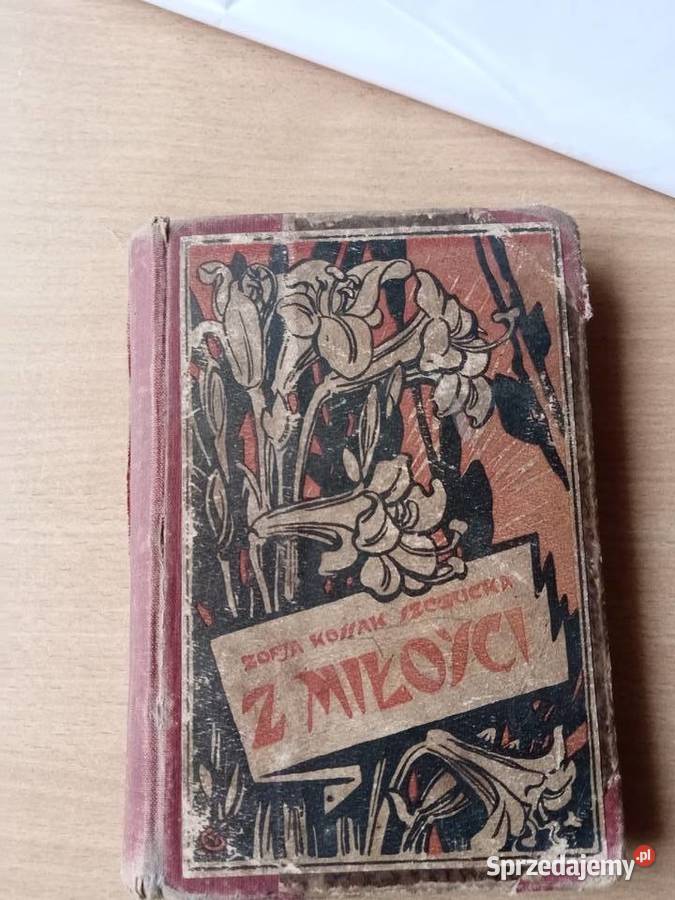 ZOFJA KOSSAK SZCZUCKA
Z MIŁOŚCI
Sprzedajemy.pl